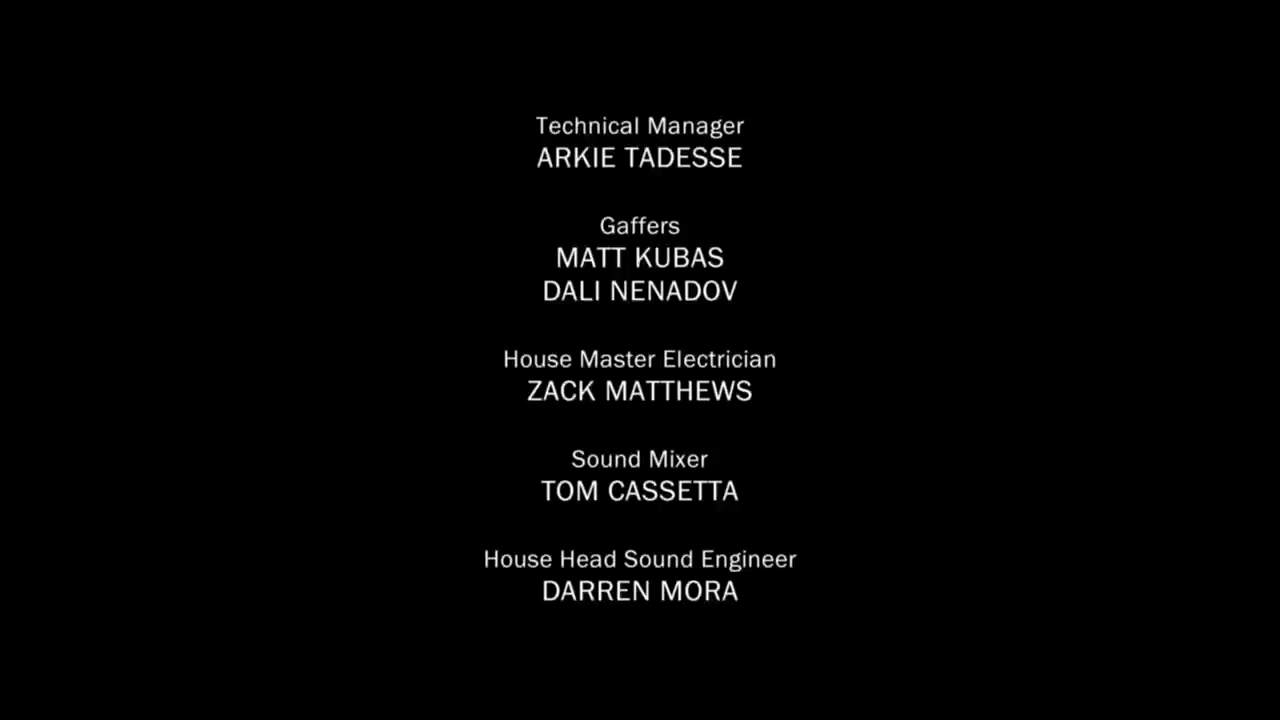 Technical Manager
ARKIE TADESSE
Gaffers
MATT KUBAS
DALI NENADOV
House Master Electrician
ZACK MATTHEWS
Sound Mixer
TOM CASSETTA
House Head Sound Engineer
DARREN MORA